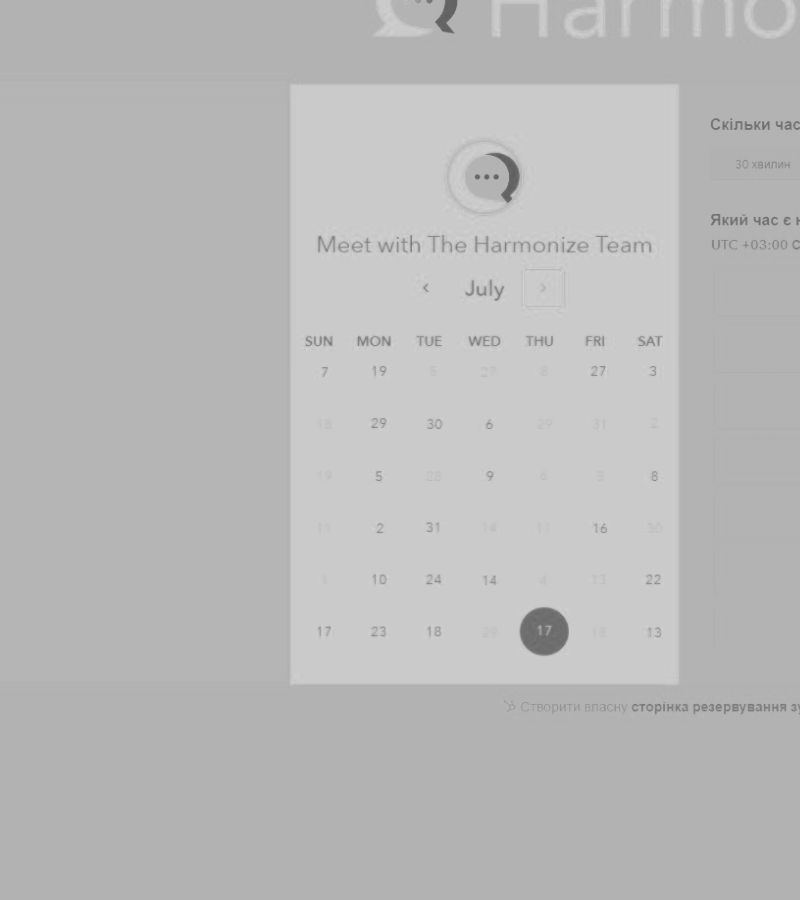 Harmo
Meet with The Harmonize Team
July
SUN MON TUE WED THU FRI SAT
7 19 5 27 8 27 3
18 29 30 6 29 31 2
19 5 28 9 6 3 8
11 2 31 14 11 16 30
10 24 14 4 13 22
17 23 18 29 17 18 13
Скільки час
30 хвилин
Який час є н
UTC +03:00 С
Створити власну сторінка резервування зу